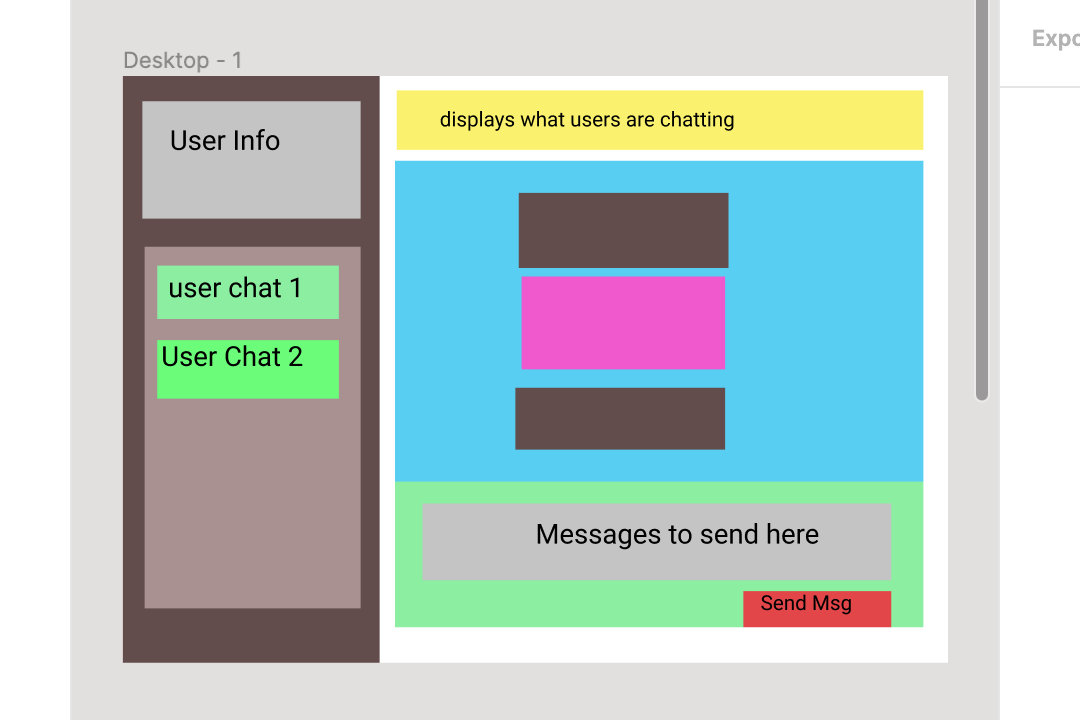 Expo
Desktop - 1
User Info
displays what users are chatting
user chat 1
User Chat 2
Messages to send here
Send Msg